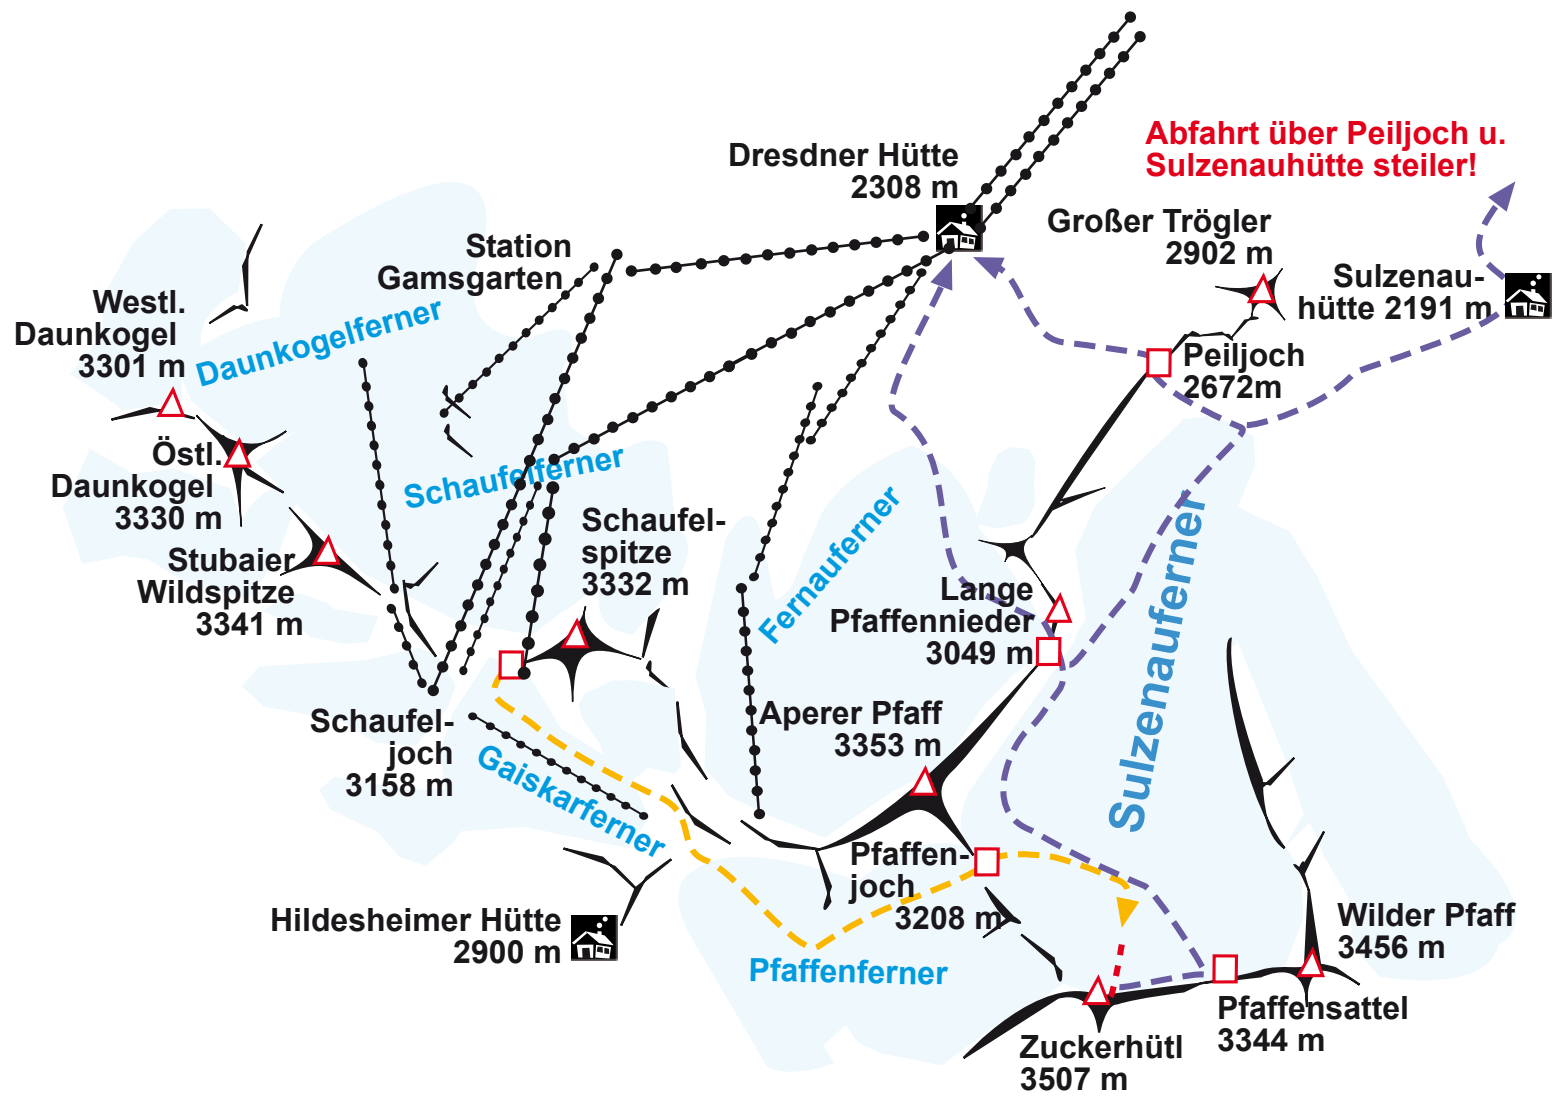 Abfahrt über Peiljoch u.
Sulzenauhütte steiler!
Dresdner Hütte
2308 m
Großer Trögler
2902 m
Station
Gamsgarten
Sulzenau-
hütte 2191 m
Westl.
Daunkogel
3301 m
Daunkogelferner
Peiljoch
2672m
Östl.
Daunkogel
3330 m
Schaufelferner
Schaufel-
spitze
3332 m
Fernauferner
Sulzenauferner
Stubaier
Wildspitze
3341 m
Lange
Pfaffennieder
3049 m
Schaufel-
joch
3158 m
Gaiskarferner
Aperer Pfaff
3353 m
Pfaffen-
joch
3208 m
Hildesheimer Hütte
2900 m
Pfaffenferner
Wilder Pfaff
3456 m
Pfaffensattel
3344 m
Zuckerhütl
3507 m